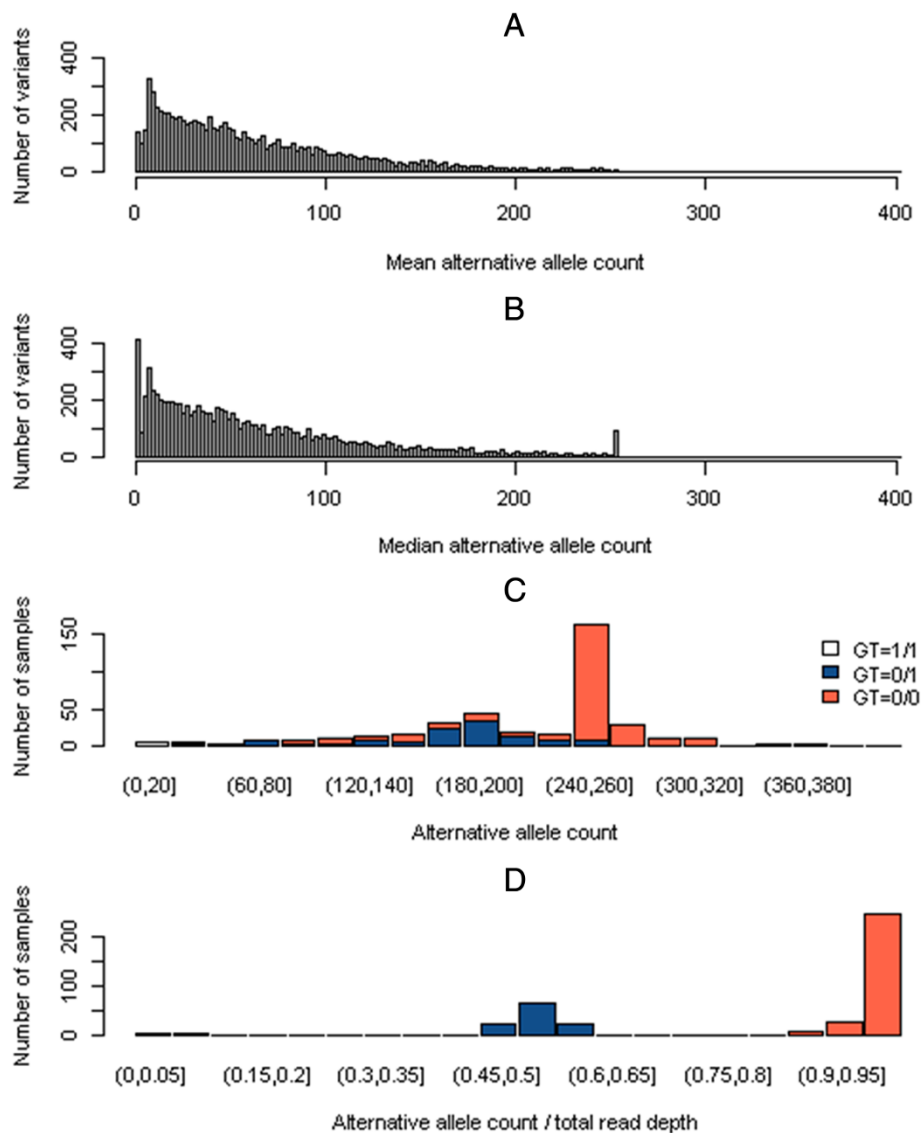 A
Number of variants
400
200
0
0 100 200 300 400
Mean alternative allele count
B
Number of variants
400
200
0
0 100 200 300 400
Median alternative allele count
C
Number of samples
150
50
0
GT=1/1
GT=0/1
GT=0/0
(0,20] (60,80] (120,140] (180,200] (240,260] (300,320] (360,380]
Alternative allele count
D
Number of samples
200
100
0
(0,0.05] (0.15,0.2] (0.3,0.35] (0.45,0.5] (0.6,0.65] (0.75,0.8] (0.9,0.95]
Alternative allele count / total read depth